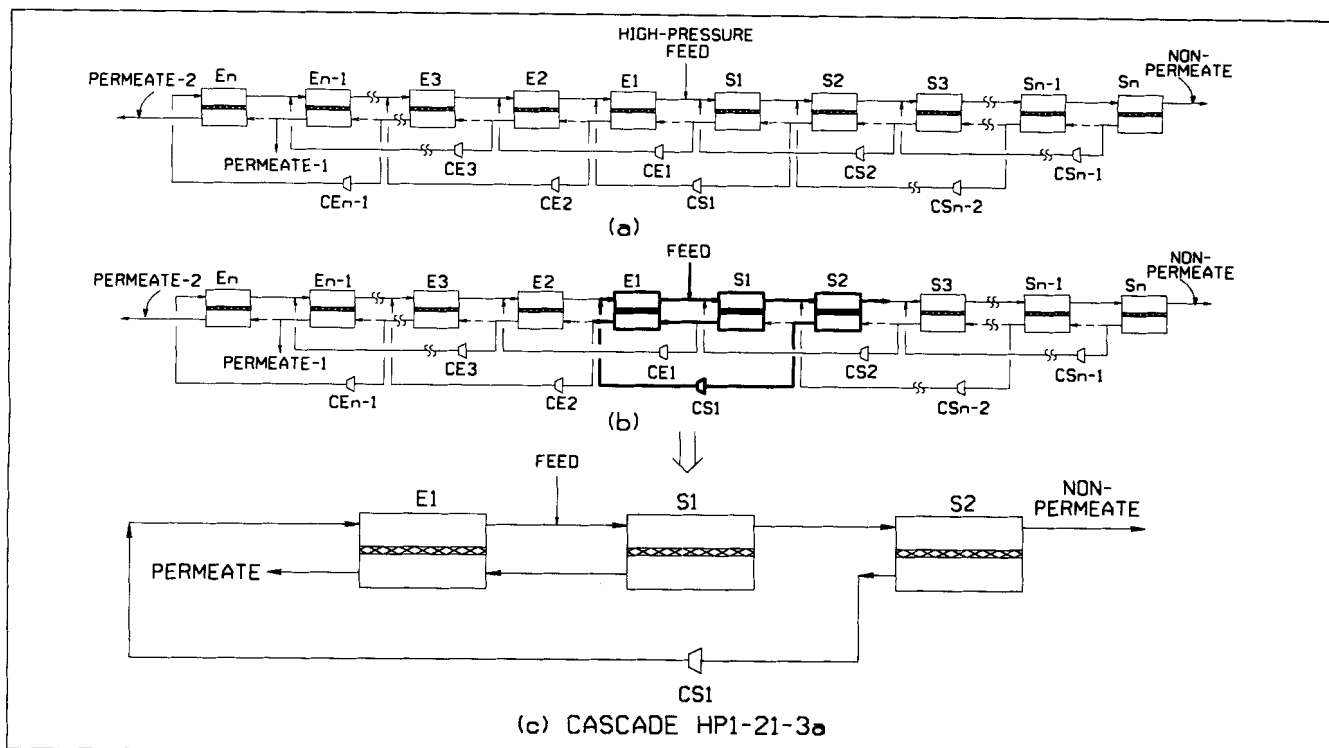 HIGH-PRESSURE
FEED
NON-
PERMEATE
PERMEATE-2
En
En-1
E3
E2
E1
S1
S2
S3
Sn-1
Sn
PERMEATE-1
CE3
CE1
CS2
CSn-1
CEn-1
CE2
CS1
CSn-2
(a)
FEED
NON-
PERMEATE
PERMEATE-2
En
En-1
E3
E2
E1
S1
S2
S3
Sn-1
Sn
PERMEATE-1
CE3
CE1
CS2
CSn-1
CEn-1
CE2
CS1
CSn-2
(b)
FEED
E1
S1
S2
NON-
PERMEATE
PERMEATE
CS1
(c) CASCADE HP1-21-3a